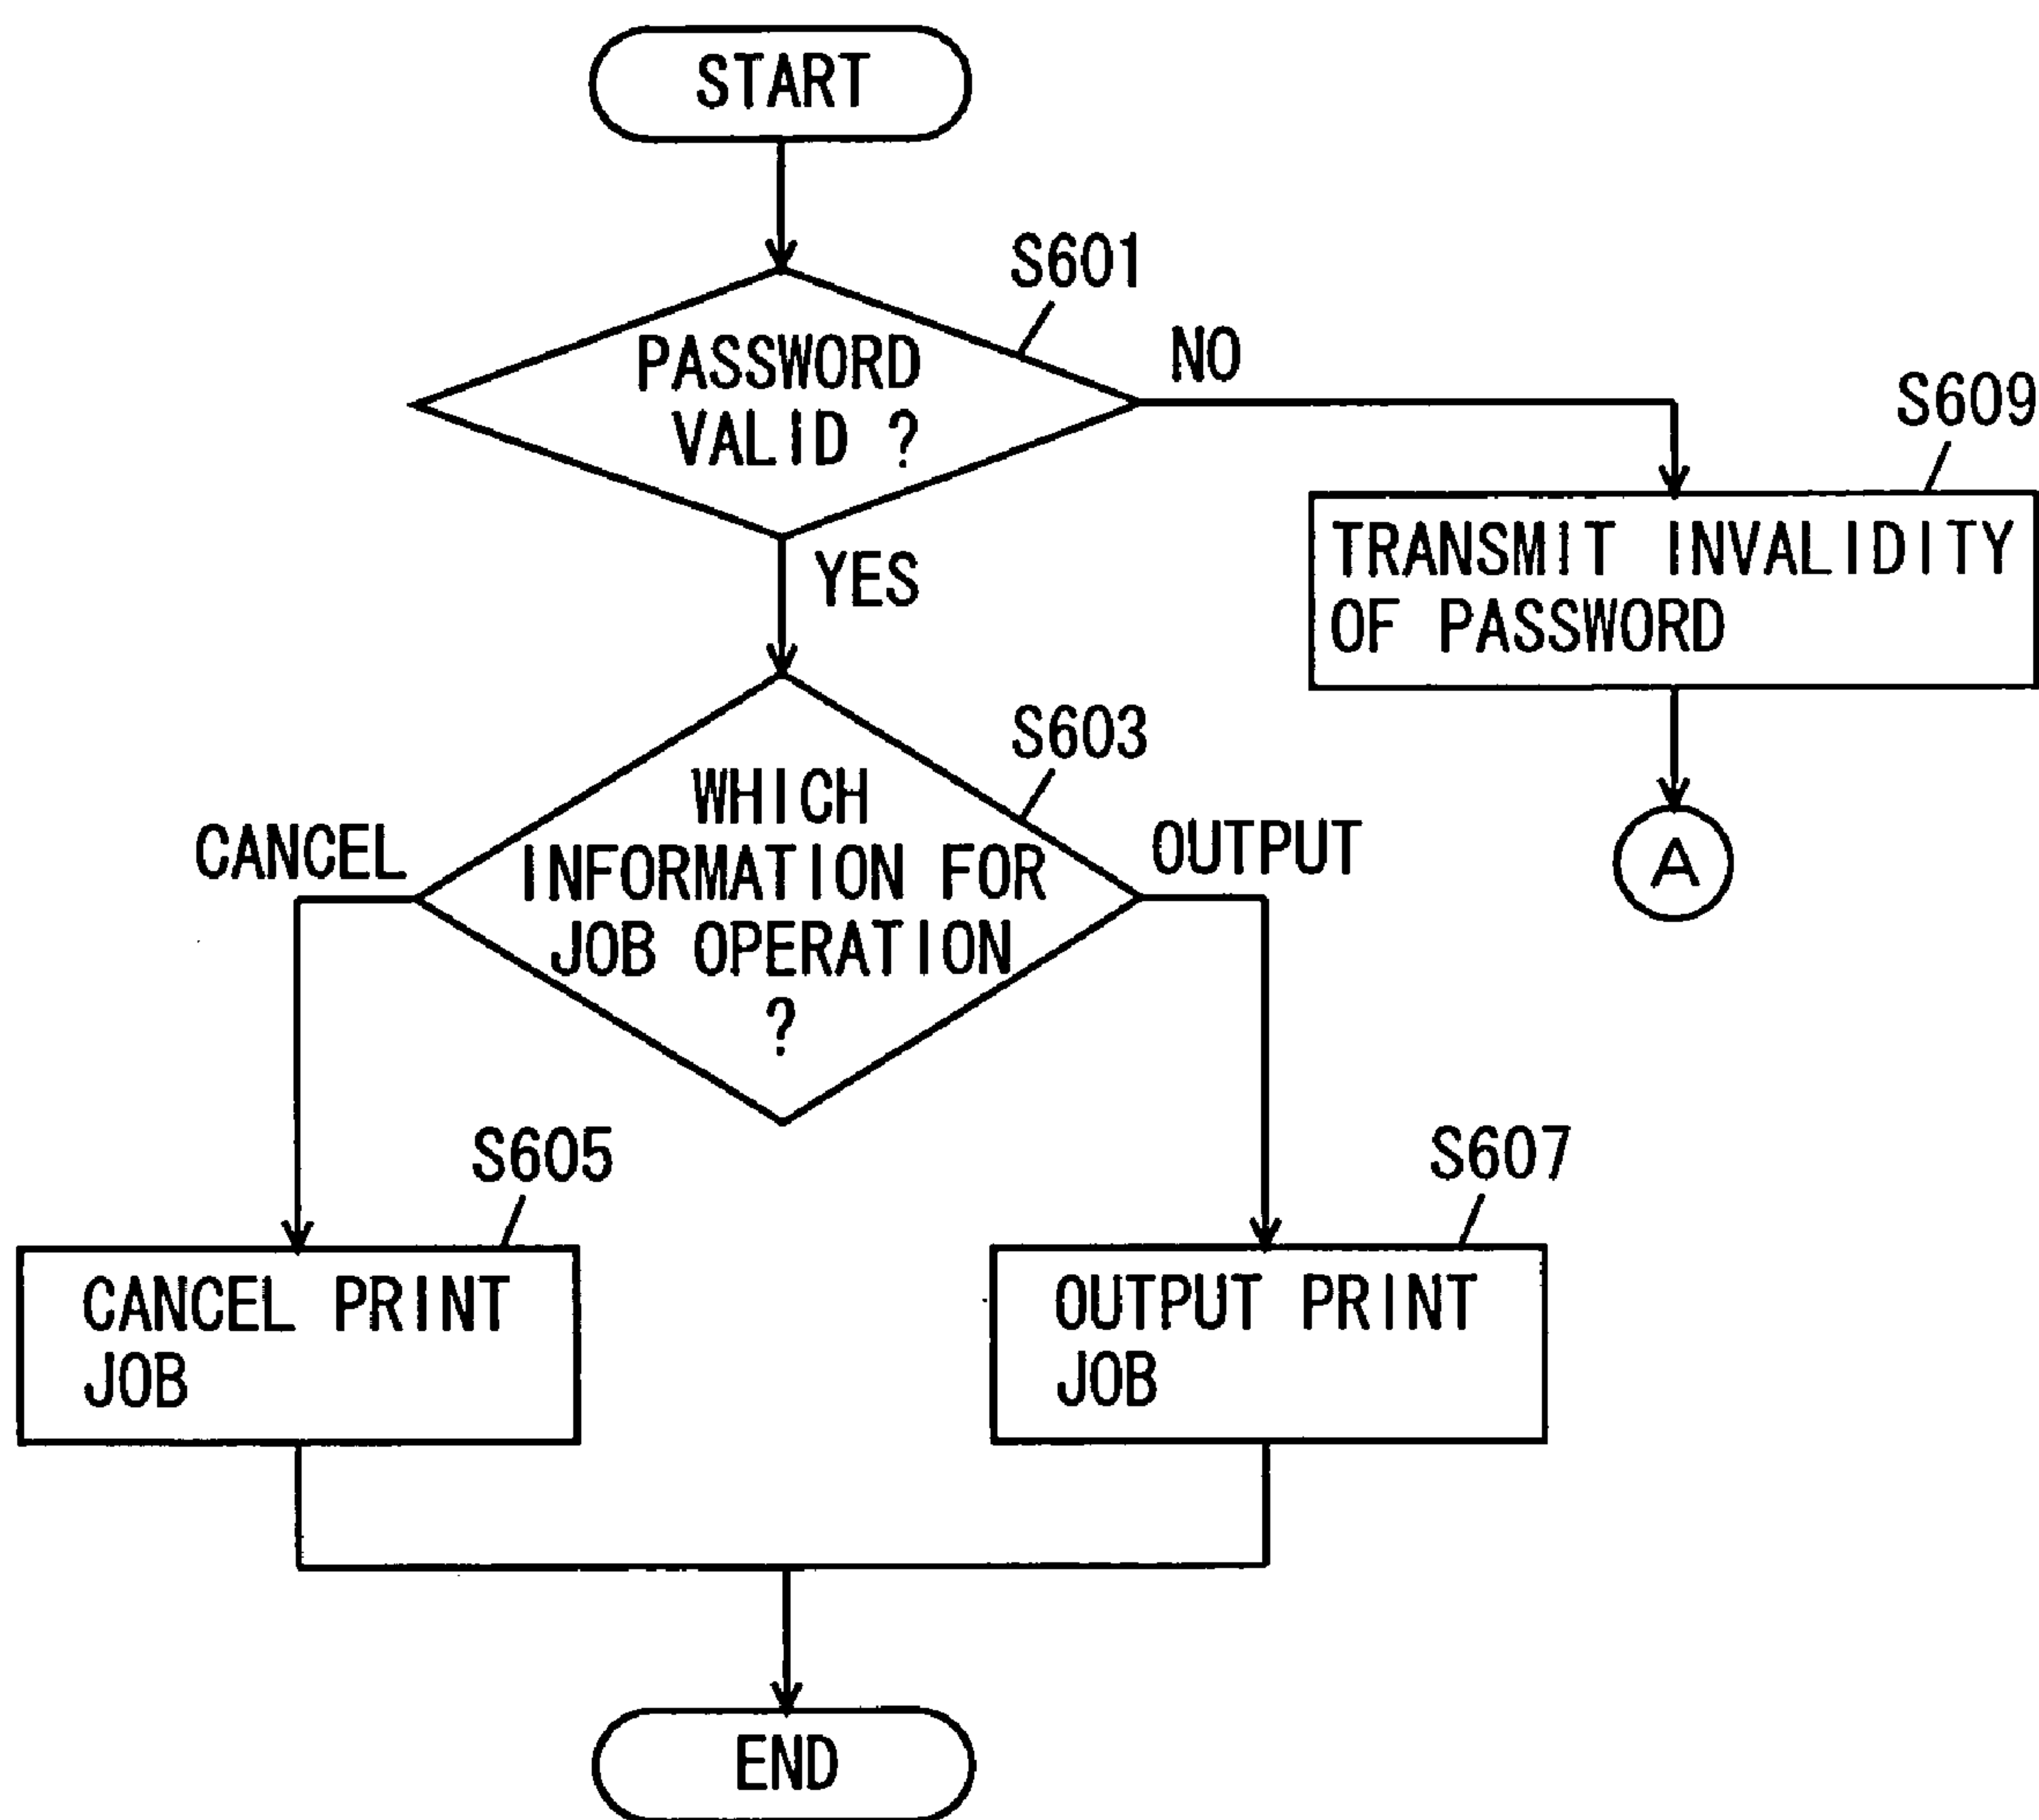 START
S601
PASSWORD
VALID ?
NO
S609
YES
TRANSMIT INVALIDITY
OF PASSWORD
S603
WHICH
INFORMATION FOR
JOB OPERATION
?
CANCEL
OUTPUT
A
S605
S607
CANCEL PRINT
JOB
OUTPUT PRINT
JOB
END